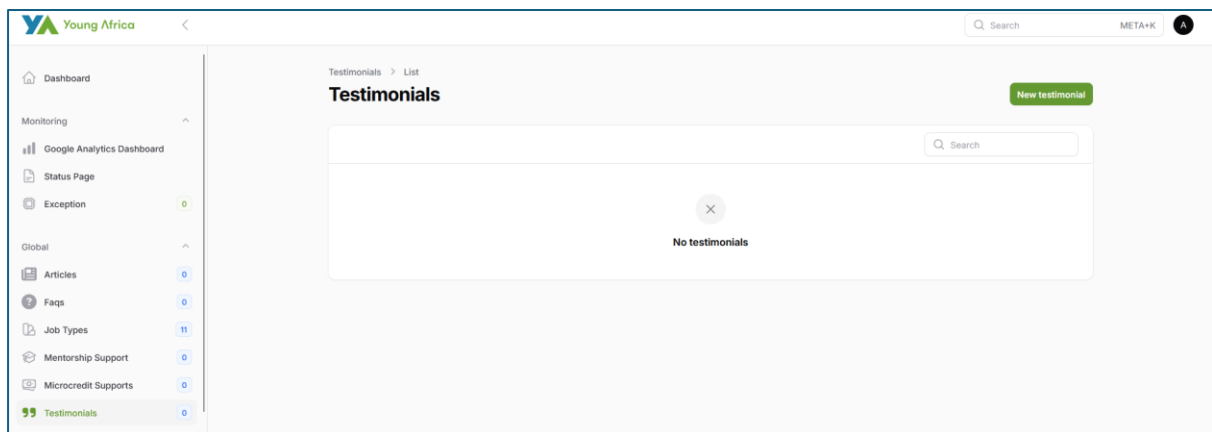 YA Young Africa
Search META+K A
Dashboard
Monitoring
Google Analytics Dashboard
Status Page
Exception 0
Global
Articles 0
Faqs 0
Job Types 11
Mentorship Support 0
Microcredit Supports 0
Testimonials 0
Testimonials > List
Testimonials
New testimonial
Search
No testimonials